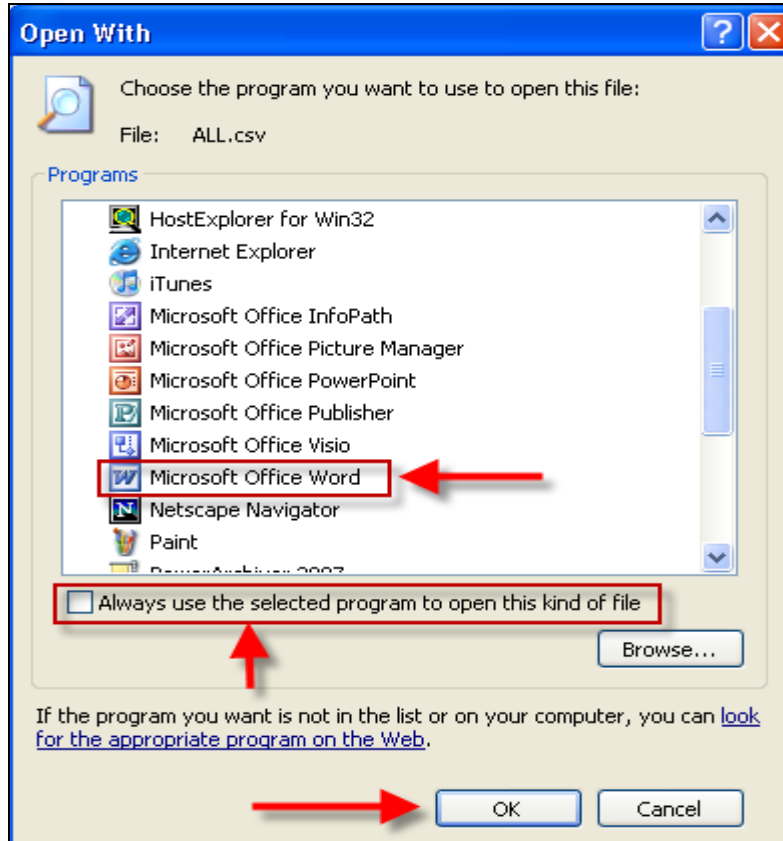 Open With
Choose the program you want to use to open this file:
File: ALL.csv
Programs
HostExplorer for Win32
Internet Explorer
iTunes
Microsoft Office InfoPath
Microsoft Office Picture Manager
Microsoft Office PowerPoint
Microsoft Office Publisher
Microsoft Office Visio
Microsoft Office Word
Netscape Navigator
Paint
PowerArchiver 2007
Always use the selected program to open this kind of file
Browse...
If the program you want is not in the list or on your computer, you can look
for the appropriate program on the Web.
OK
Cancel